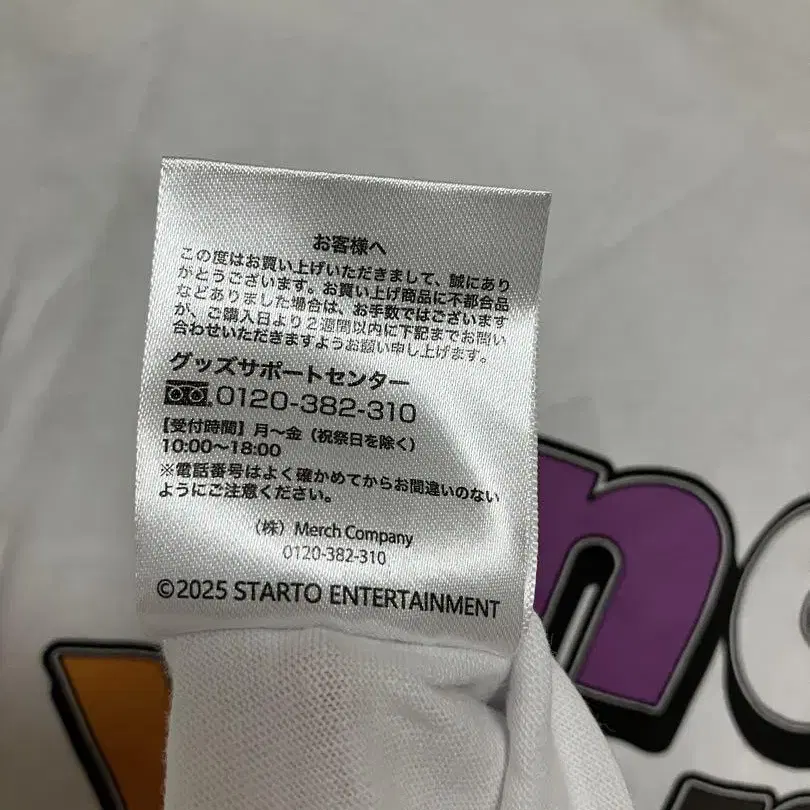 お客様へ
この度はお買い上げいただきまして、誠にあり
がとうございます。お買い上げ商品に不都合品
などありました場合は、お手数ではございます
が、ご購入日より2週間以内に下記までお問い
合わせいただきますようお願い申し上げます。
グッズサポートセンター
0120-382-310
【受付時間】月～金（祝祭日を除く）
10:00～18:00
※電話番号はよく確かめてからお間違いのない
ようにご注意ください。
（株）Merch Company
0120-382-310
©2025 STARTO ENTERTAINMENT
n